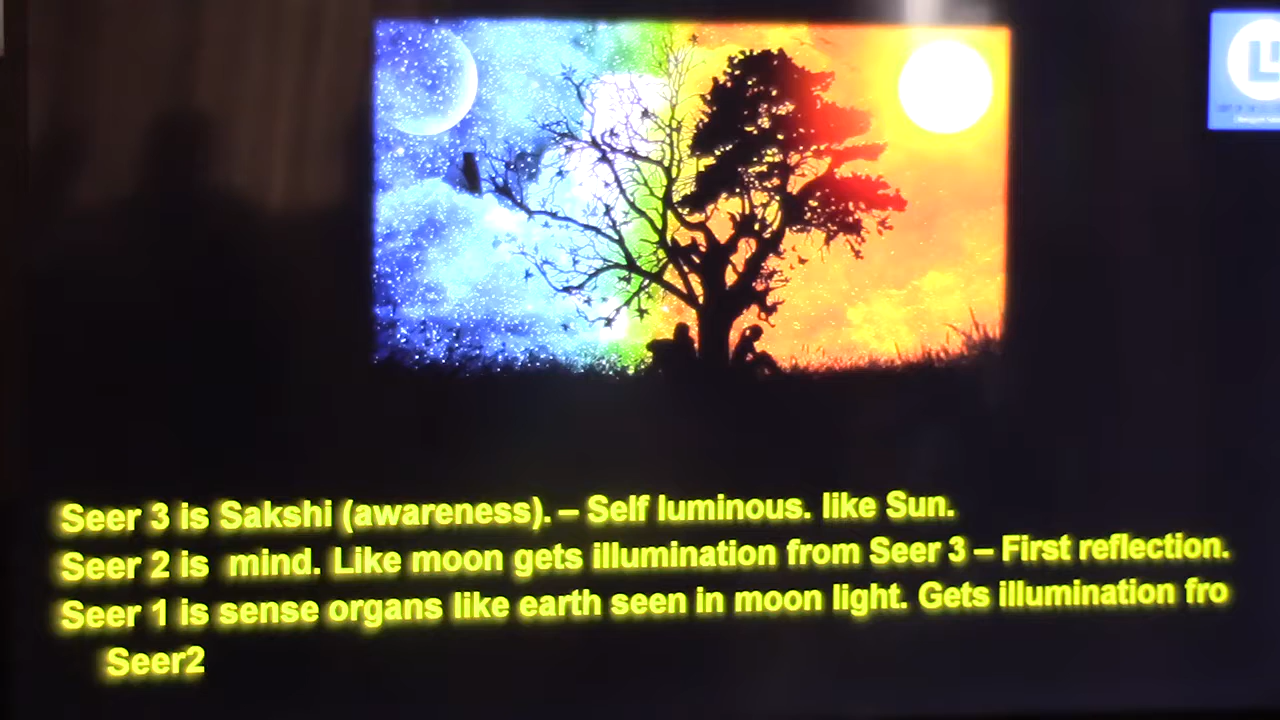 Seer 3 is Sakshi (awareness). – Self luminous. like Sun.
Seer 2 is mind. Like moon gets illumination from Seer 3 – First reflection.
Seer 1 is sense organs like earth seen in moon light. Gets illumination fro
Seer2